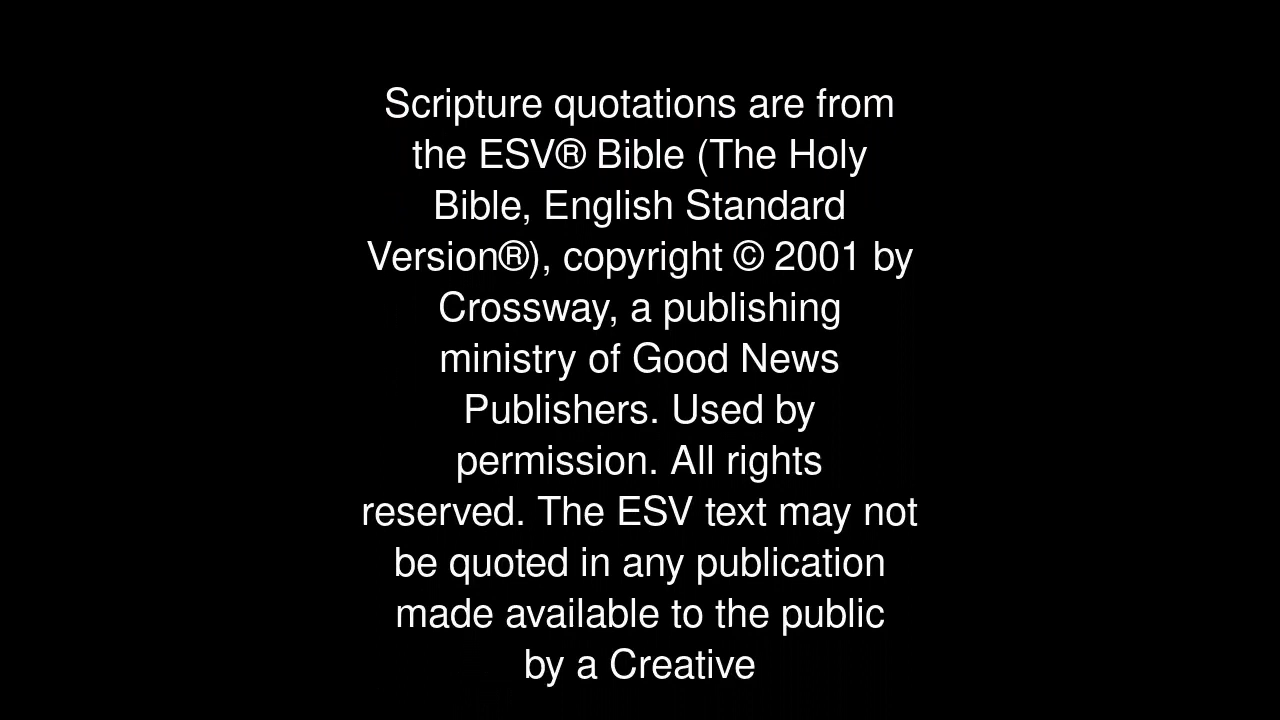 Scripture quotations are from
the ESV® Bible (The Holy
Bible, English Standard
Version®), copyright © 2001 by
Crossway, a publishing
ministry of Good News
Publishers. Used by
permission. All rights
reserved. The ESV text may not
be quoted in any publication
made available to the public
by a Creative